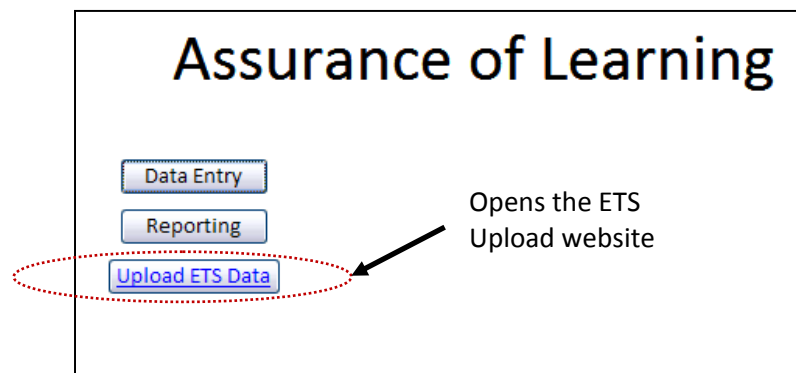 Assurance of Learning
Data Entry
Reporting
Upload ETS Data
Opens the ETS
Upload website